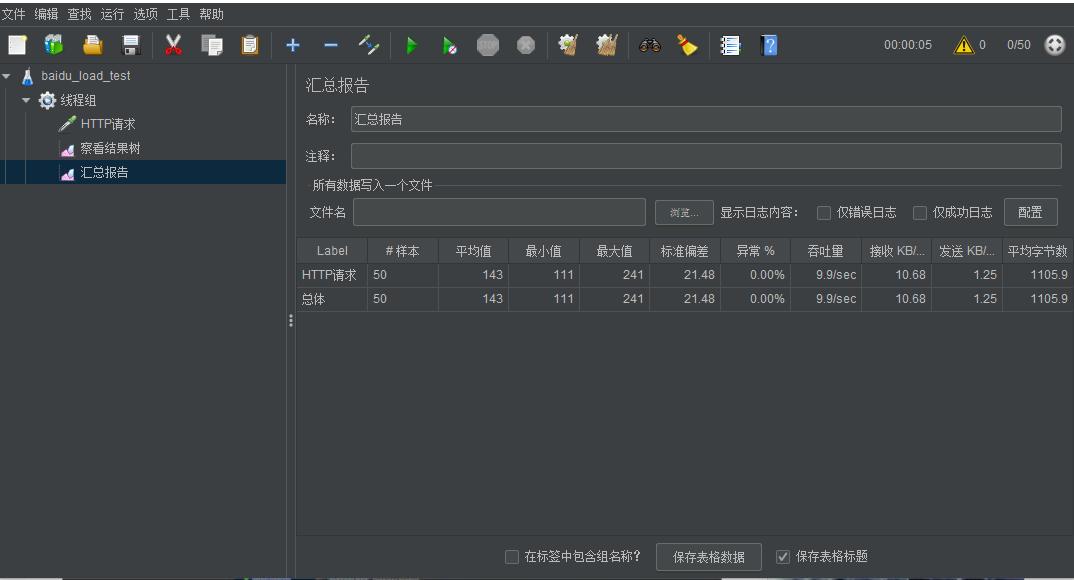 文件 编辑 查找 运行 选项 工具 帮助
STOP 00:00:05 0 0/50
baidu_load_test
线程组
HTTP请求
察看结果树
汇总报告
汇总报告
名称: 汇总报告
注释:
所有数据写入一个文件
文件名 浏览... 显示日志内容: 仅错误日志 仅成功日志 配置
Label # 样本 平均值 最小值 最大值 标准偏差 异常 % 吞吐量 接收 KB/... 发送 KB/... 平均字节数
HTTP请求 50 143 111 241 21.48 0.00% 9.9/sec 10.68 1.25 1105.9
总体 50 143 111 241 21.48 0.00% 9.9/sec 10.68 1.25 1105.9
在标签中包含组名称? 保存表格数据 保存表格标题